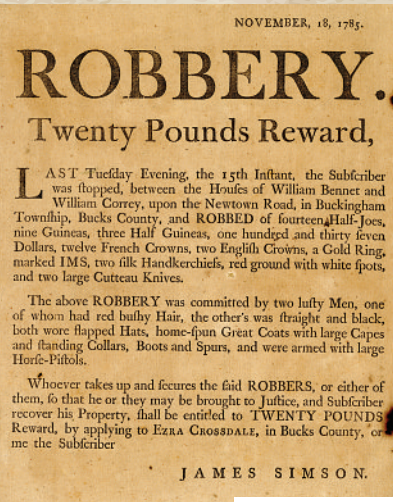 NOVEMBER, 18, 1785.
ROBBERY.
Twenty Pounds Reward,
LAST Tueſday Evening, the 15th Inſtant, the Subſcriber
was ſtopped, between the Houſes of William Bennet and
William Correy, upon the Newtown Road, in Buckingham
Townſhip, Bucks County, and ROBBED of fourteen Half-Joes,
nine Guineas, three Half Guineas, one hundred and thirty ſeven
Dollars, twelve French Crowns, two Engliſh Crowns, a Gold Ring,
marked IMS, two ſilk Handkerchiefs, red ground with white ſpots,
and two large Cutteau Knives.
The above ROBBERY was committed by two luſty Men, one
of whom had red buſhy Hair, the other's was ſtraight and black,
both wore flapped Hats, home-ſpun Great Coats with large Capes
and ſtanding Collars, Boots and Spurs, and were armed with large
Horſe-Piſtols.
Whoever takes up and ſecures the ſaid ROBBERS, or either of
them, ſo that he or they may be brought to Juſtice, and Subſcriber
recover his Property, ſhall be entitled to TWENTY POUNDS
Reward, by applying to EZRA CROSSDALE, in Bucks County, or
me the Subſcriber
JAMES SIMSON.